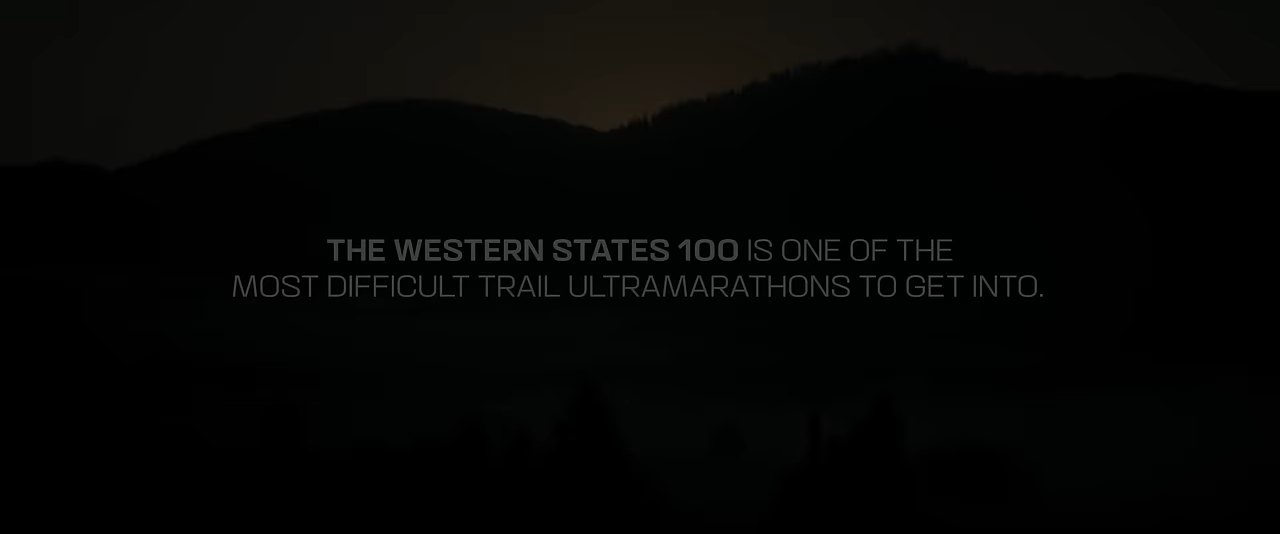 THE WESTERN STATES 100 IS ONE OF THE
MOST DIFFICULT TRAIL ULTRAMARATHONS TO GET INTO.